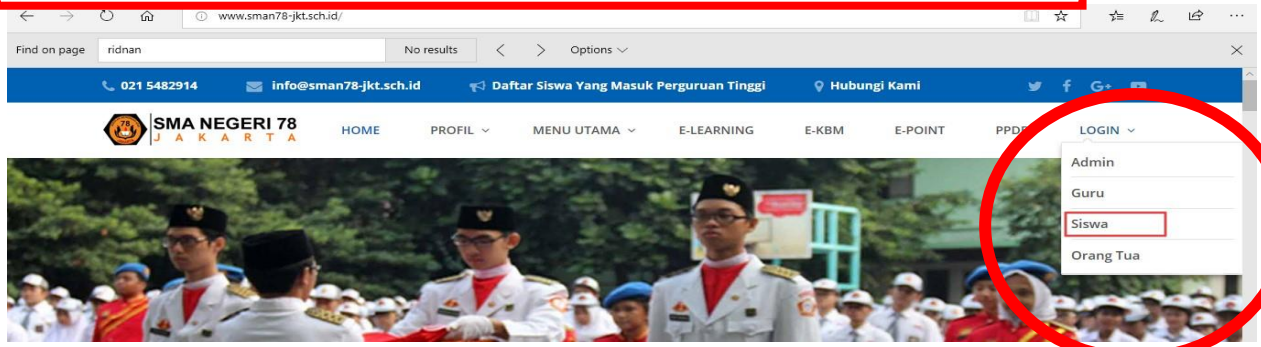 www.sman78-jkt.sch.id/
Find on page ridnan No results Options
021 5482914 info@sman78-jkt.sch.id Daftar Siswa Yang Masuk Perguruan Tinggi Hubungi Kami
SMA NEGERI 78
JAKARTA
HOME PROFIL MENU UTAMA E-LEARNING E-KBM E-POINT LOGIN
Admin
Guru
Siswa
Orang Tua